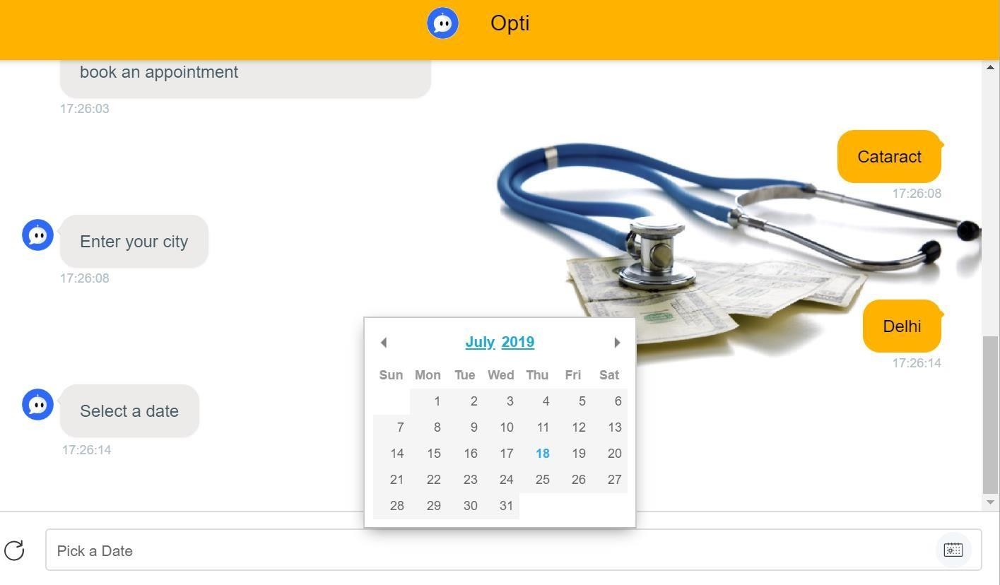 Opti
book an appointment
17:26:03
Cataract
17:26:08
Enter your city
17:26:08
Delhi
17:26:14
Select a date
17:26:14
July 2019
Sun Mon Tue Wed Thu Fri Sat
1 2 3 4 5 6
7 8 9 10 11 12 13
14 15 16 17 18 19 20
21 22 23 24 25 26 27
28 29 30 31
Pick a Date